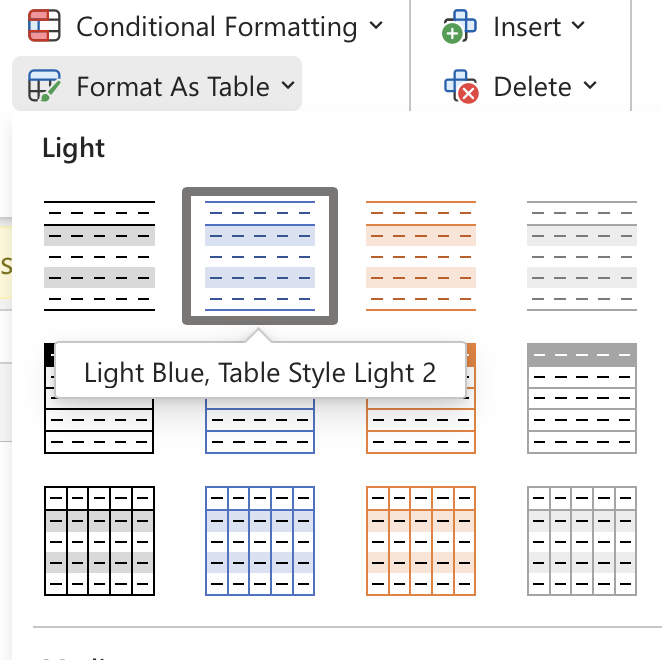 Conditional Formatting
Insert
Format As Table
Delete
Light
Light Blue, Table Style Light 2